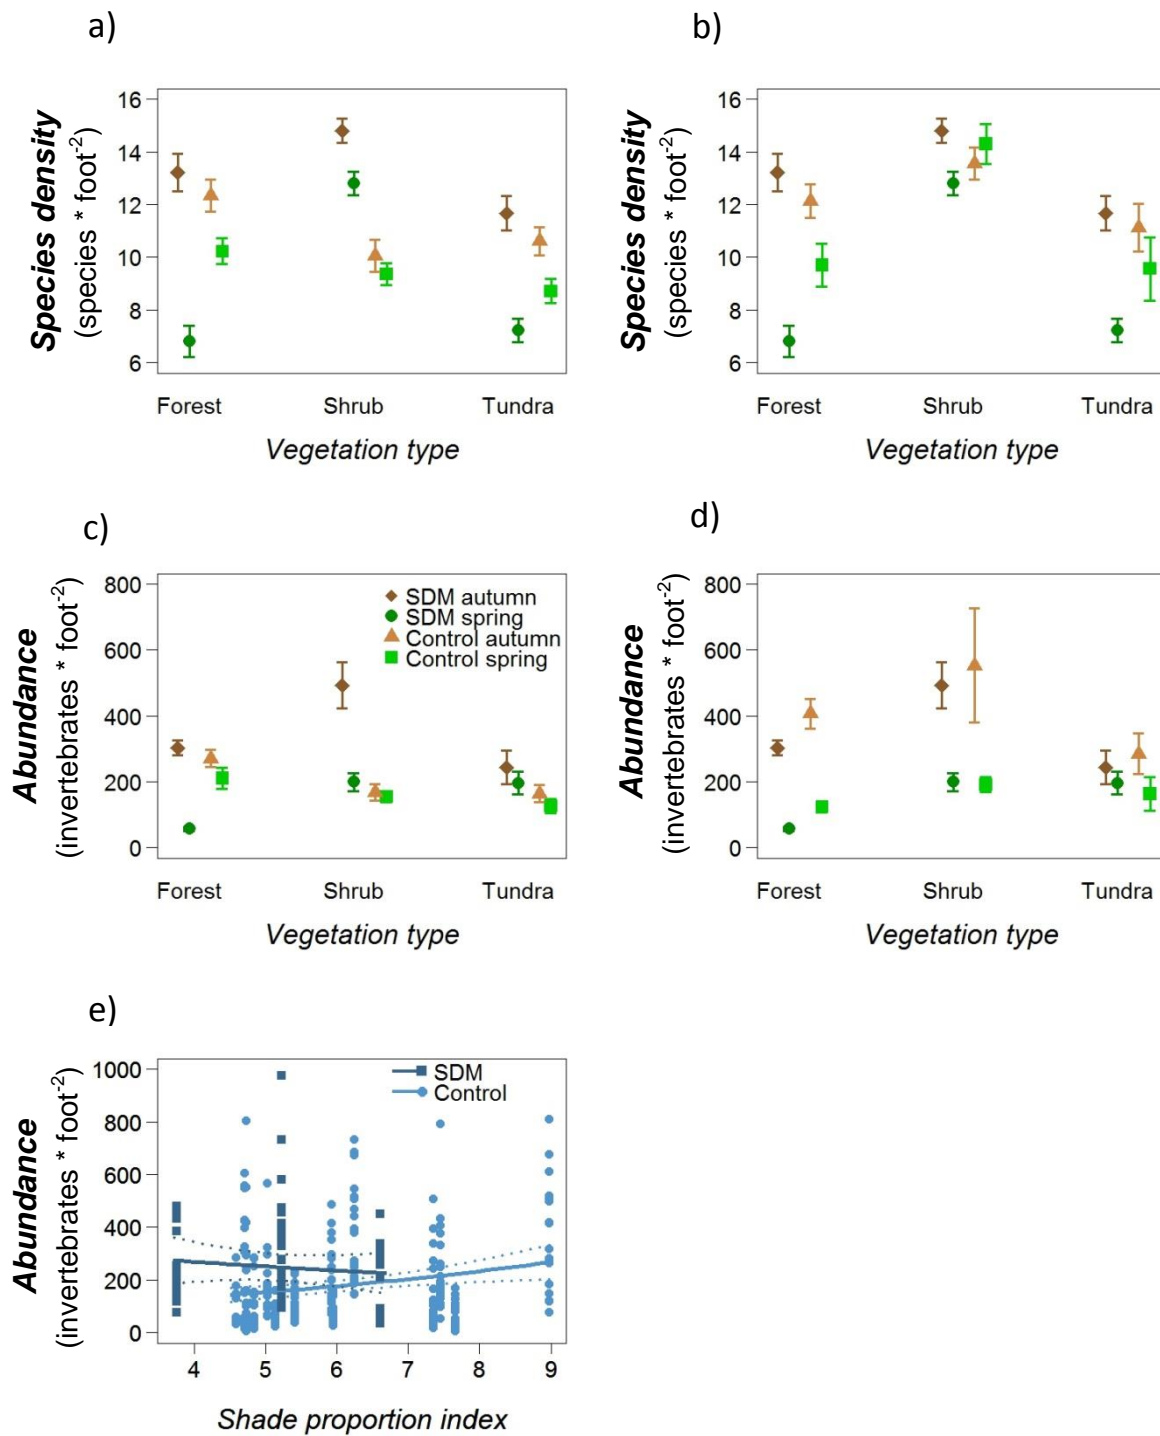 a)
Species density
(species * foot-2)
16
14
12
10
8
6
Forest Shrub Tundra
Vegetation type
b)
Species density
(species * foot-2)
16
14
12
10
8
6
Forest Shrub Tundra
Vegetation type
c)
Abundance
(invertebrates * foot-2)
800
600
400
200
0
SDM autumn
SDM spring
Control autumn
Control spring
Forest Shrub Tundra
Vegetation type
d)
Abundance
(invertebrates * foot-2)
800
600
400
200
0
Forest Shrub Tundra
Vegetation type
e)
Abundance
(invertebrates * foot-2)
1000
800
600
400
200
0
SDM
Control
4 5 6 7 8 9
Shade proportion index